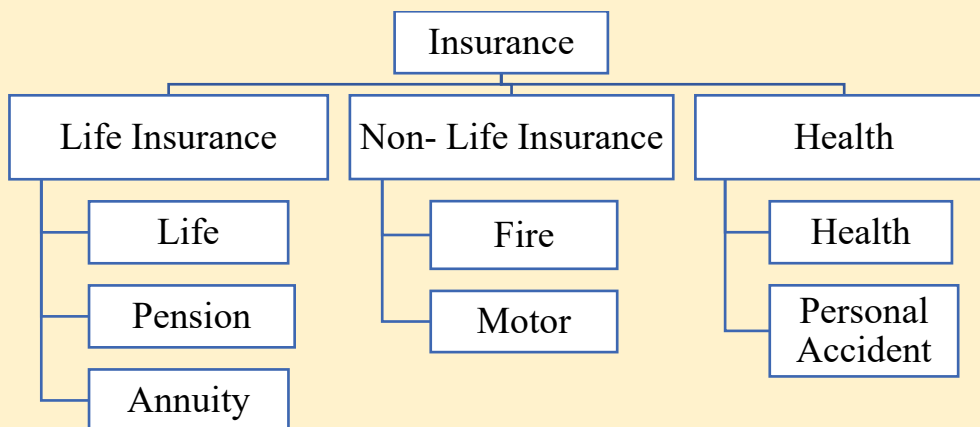 Insurance
Life Insurance
Non- Life Insurance
Health
Life
Pension
Annuity
Fire
Motor
Health
Personal
Accident